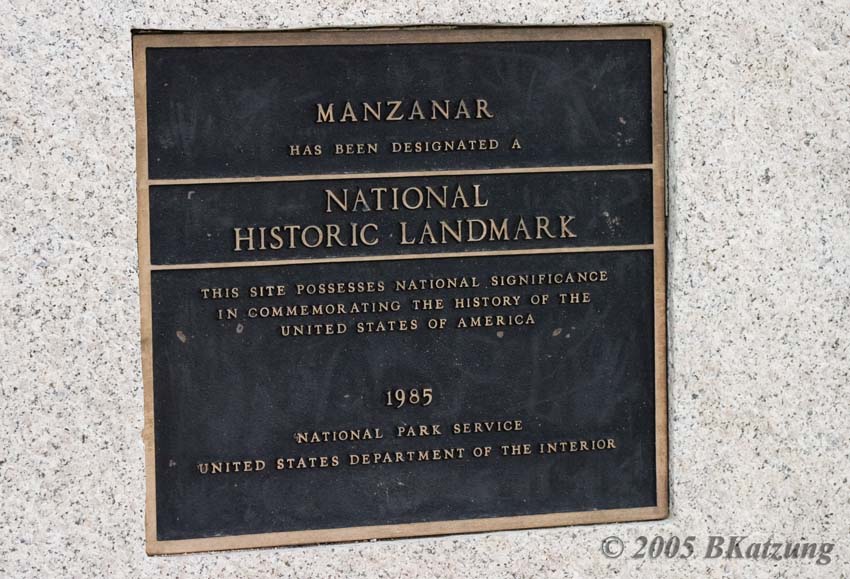 MANZANAR
HAS BEEN DESIGNATED A
NATIONAL
HISTORIC LANDMARK
THIS SITE POSSESSES NATIONAL SIGNIFICANCE
IN COMMEMORATING THE HISTORY OF THE
UNITED STATES OF AMERICA
1985
NATIONAL PARK SERVICE
UNITED STATES DEPARTMENT OF THE INTERIOR
© 2005 BKatzung